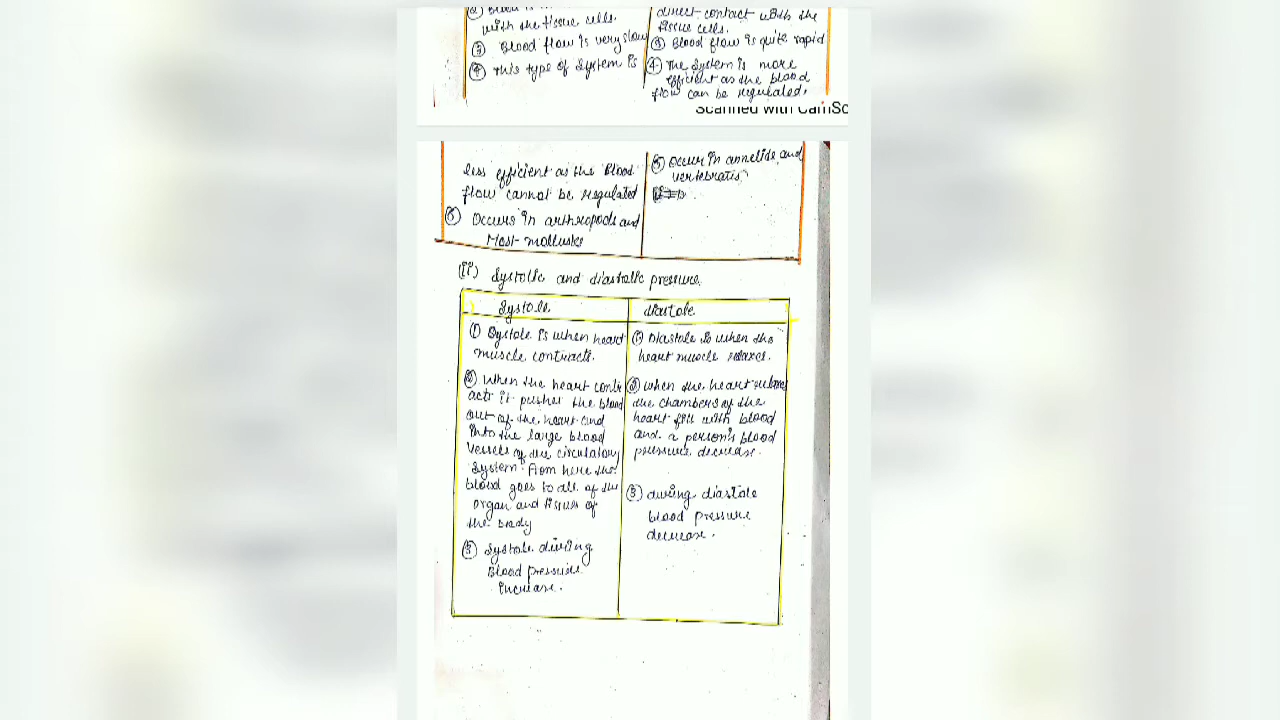 with the tissue cells.
③ Blood flow is very slow
④ This type of System is
direct contact with the
tissue cells.
③ Blood flow is quite rapid
④ The System is more
efficient as the blood
flow can be regulated.
Scanned with CamSc
less efficient as the Blood
flow cannot be regulated
Occurs in arthropods and
Most mollusks
⑤ Occur in annelids and
vertebratis
(ii) Systolic and diastolic pressure.
Systole.
① Systole is when heart
muscle contracts.
② When the heart contr
acts it pushes the blood
out of the heart and
into the large blood
vessels of the circulatory
System. From here the
blood goes to all of the
organ and tissues of
the body
③ Systole during
Blood pressure
increase.
diastole
① Diastole is when the
heart muscle relaxes.
② When the heart
the chambers of the
heart fill with blood
and a person's blood
pressure decrease.
③ during diastole
blood pressure
decrease.